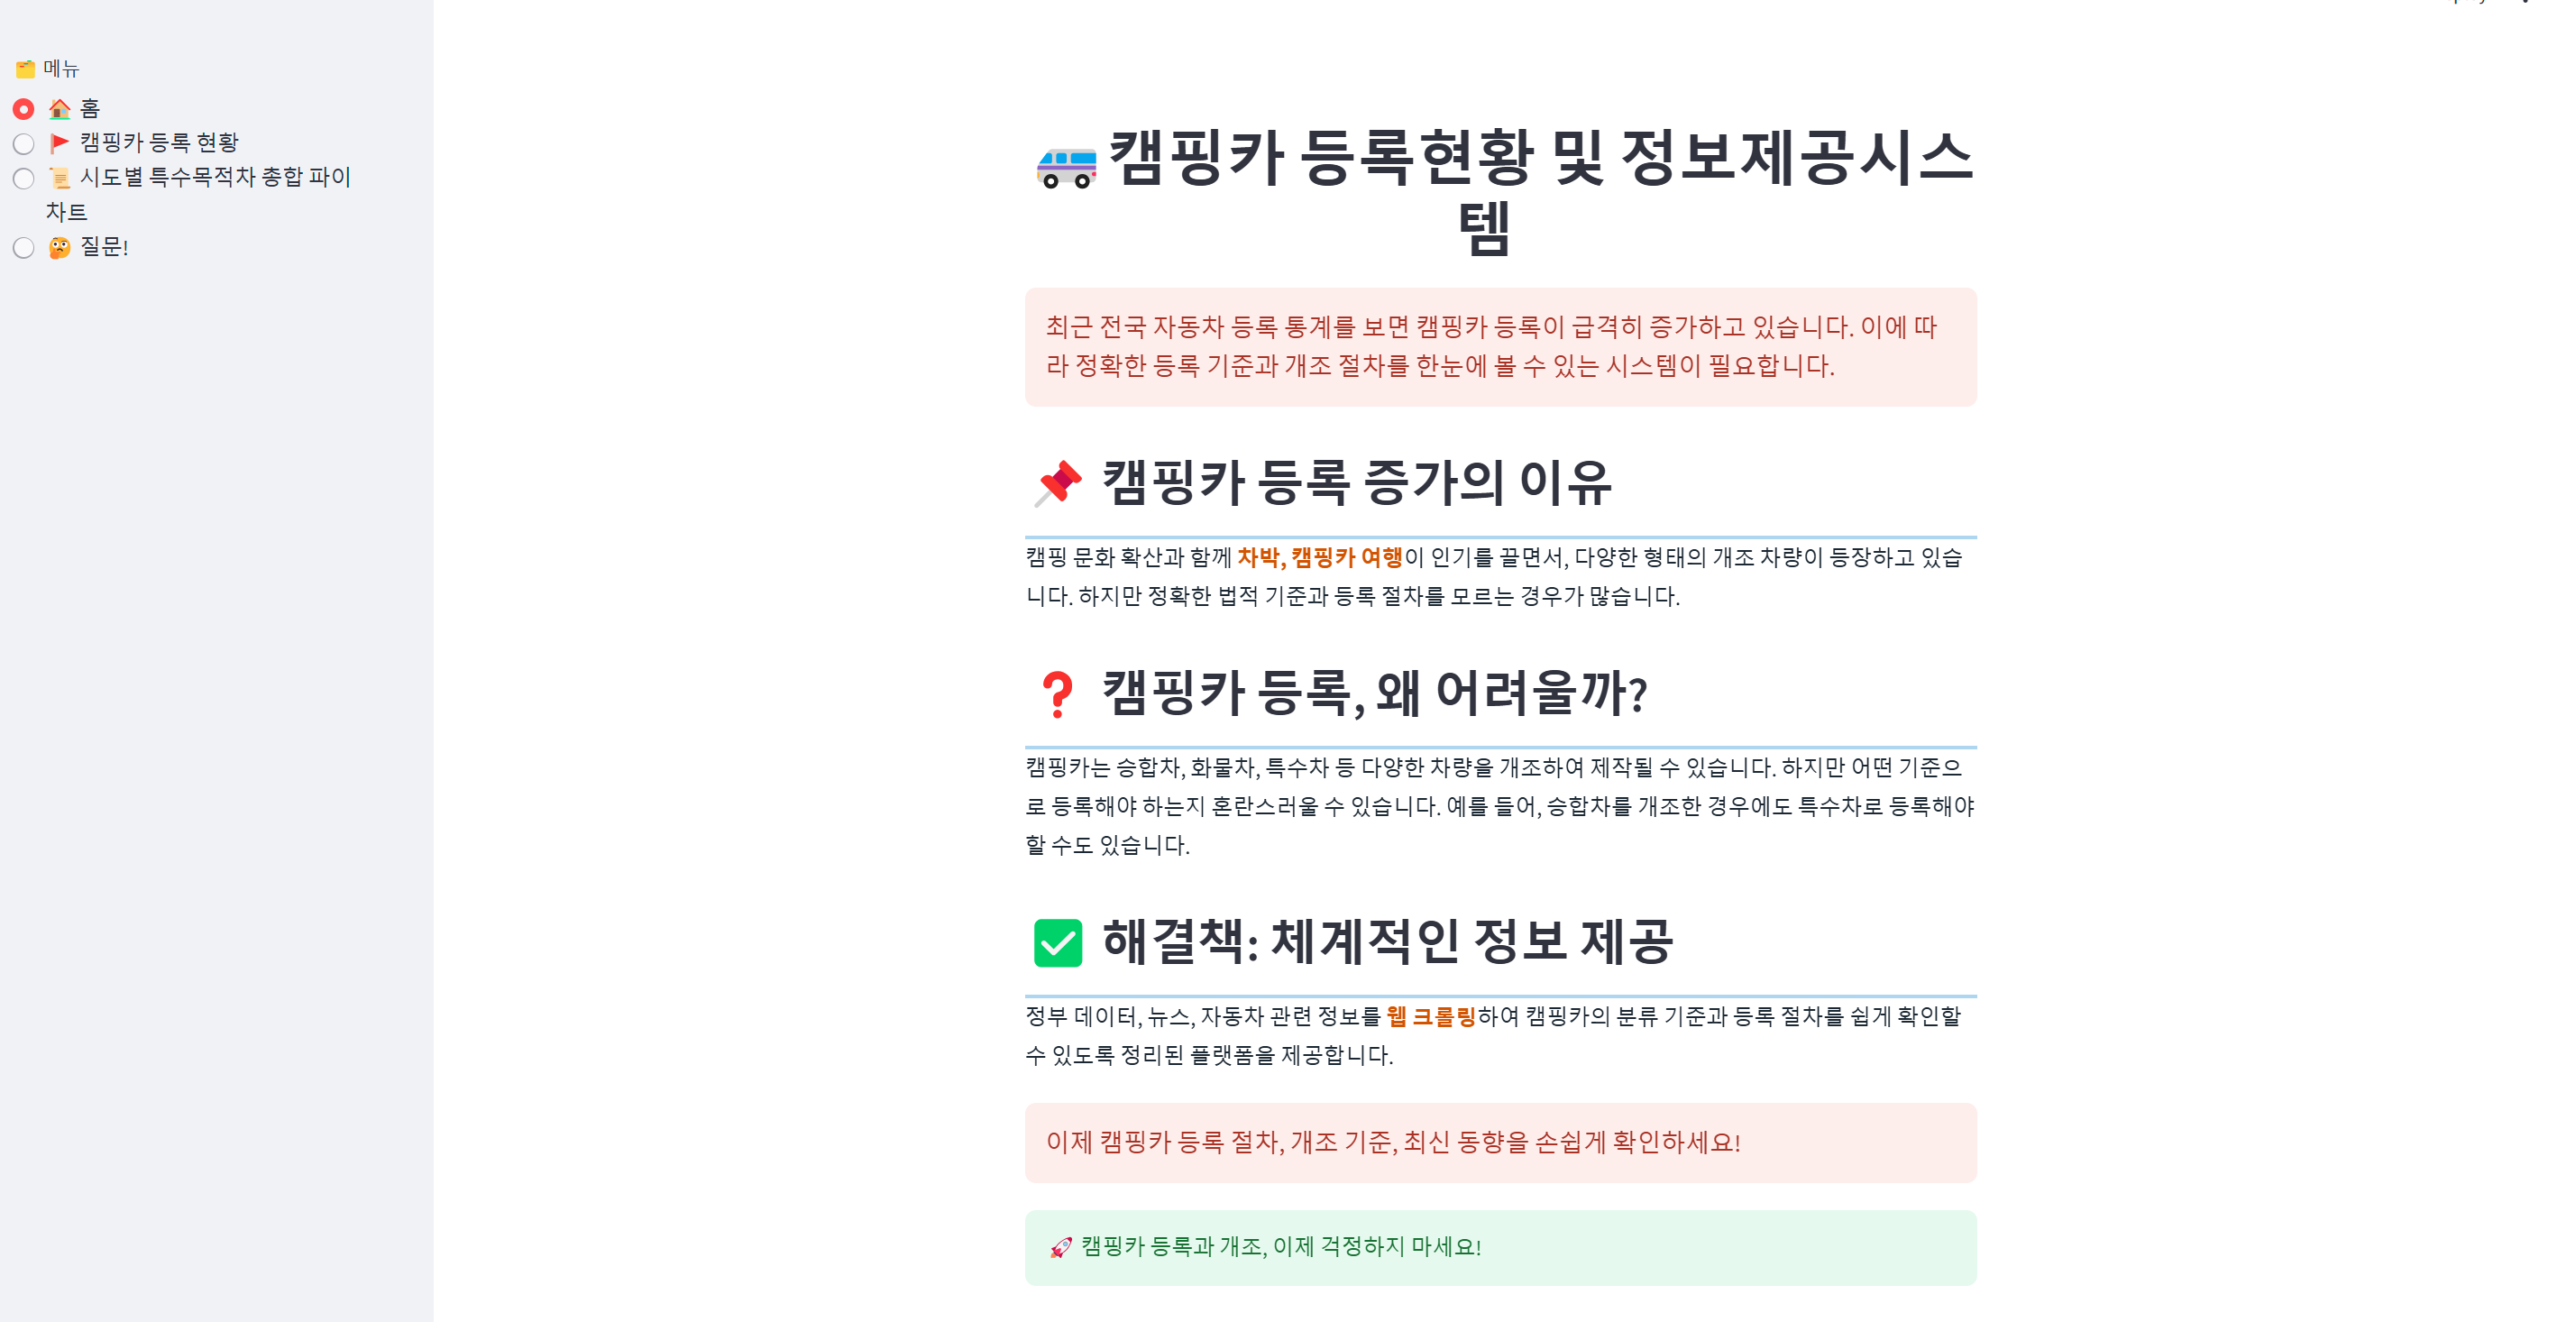 🗂️ 메뉴
🏠 홈
🚩 캠핑카 등록 현황
📜 시도별 특수목적차 총합 파이
차트
🤔 질문!
🚐캠핑카 등록현황 및 정보제공시스
템
최근 전국 자동차 등록 통계를 보면 캠핑카 등록이 급격히 증가하고 있습니다. 이에 따
라 정확한 등록 기준과 개조 절차를 한눈에 볼 수 있는 시스템이 필요합니다.
📌 캠핑카 등록 증가의 이유
캠핑 문화 확산과 함께 차박, 캠핑카 여행이 인기를 끌면서, 다양한 형태의 개조 차량이 등장하고 있습
니다. 하지만 정확한 법적 기준과 등록 절차를 모르는 경우가 많습니다.
❓ 캠핑카 등록, 왜 어려울까?
캠핑카는 승합차, 화물차, 특수차 등 다양한 차량을 개조하여 제작될 수 있습니다. 하지만 어떤 기준으
로 등록해야 하는지 혼란스러울 수 있습니다. 예를 들어, 승합차를 개조한 경우에도 특수차로 등록해야
할 수도 있습니다.
✅ 해결책: 체계적인 정보 제공
정부 데이터, 뉴스, 자동차 관련 정보를 웹 크롤링하여 캠핑카의 분류 기준과 등록 절차를 쉽게 확인할
수 있도록 정리된 플랫폼을 제공합니다.
이제 캠핑카 등록 절차, 개조 기준, 최신 동향을 손쉽게 확인하세요!
🚀 캠핑카 등록과 개조, 이제 걱정하지 마세요!